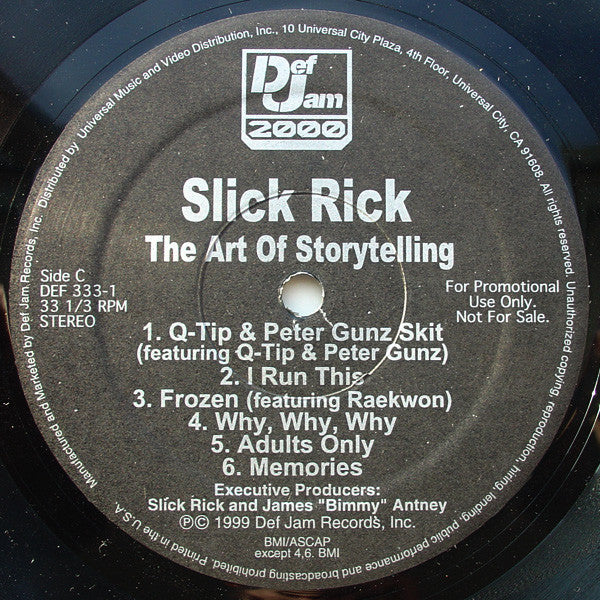 Def Jam
2000
Slick Rick
The Art Of Storytelling
Side C
DEF 333-1
33 1/3 RPM
STEREO
For Promotional
Use Only.
Not For Sale.
1. Q-Tip & Peter Gunz Skit
(featuring Q-Tip & Peter Gunz)
2. I Run This
3. Frozen (featuring Raekwon)
4. Why, Why, Why
5. Adults Only
6. Memories
Executive Producers:
Slick Rick and James "Bimmy" Antney
ⓅⒸ 1999 Def Jam Records, Inc.
BMI/ASCAP
except 4,6. BMI
Manufactured and Marketed by Def Jam Records, Inc. Distributed by Universal Music and Video Distribution, Inc., 10 Universal City Plaza, 4th Floor, Universal City, CA 91608. All rights reserved. Unauthorized copying, reproduction, hiring, lending, public performance and broadcasting prohibited. Printed in the U.S.A.